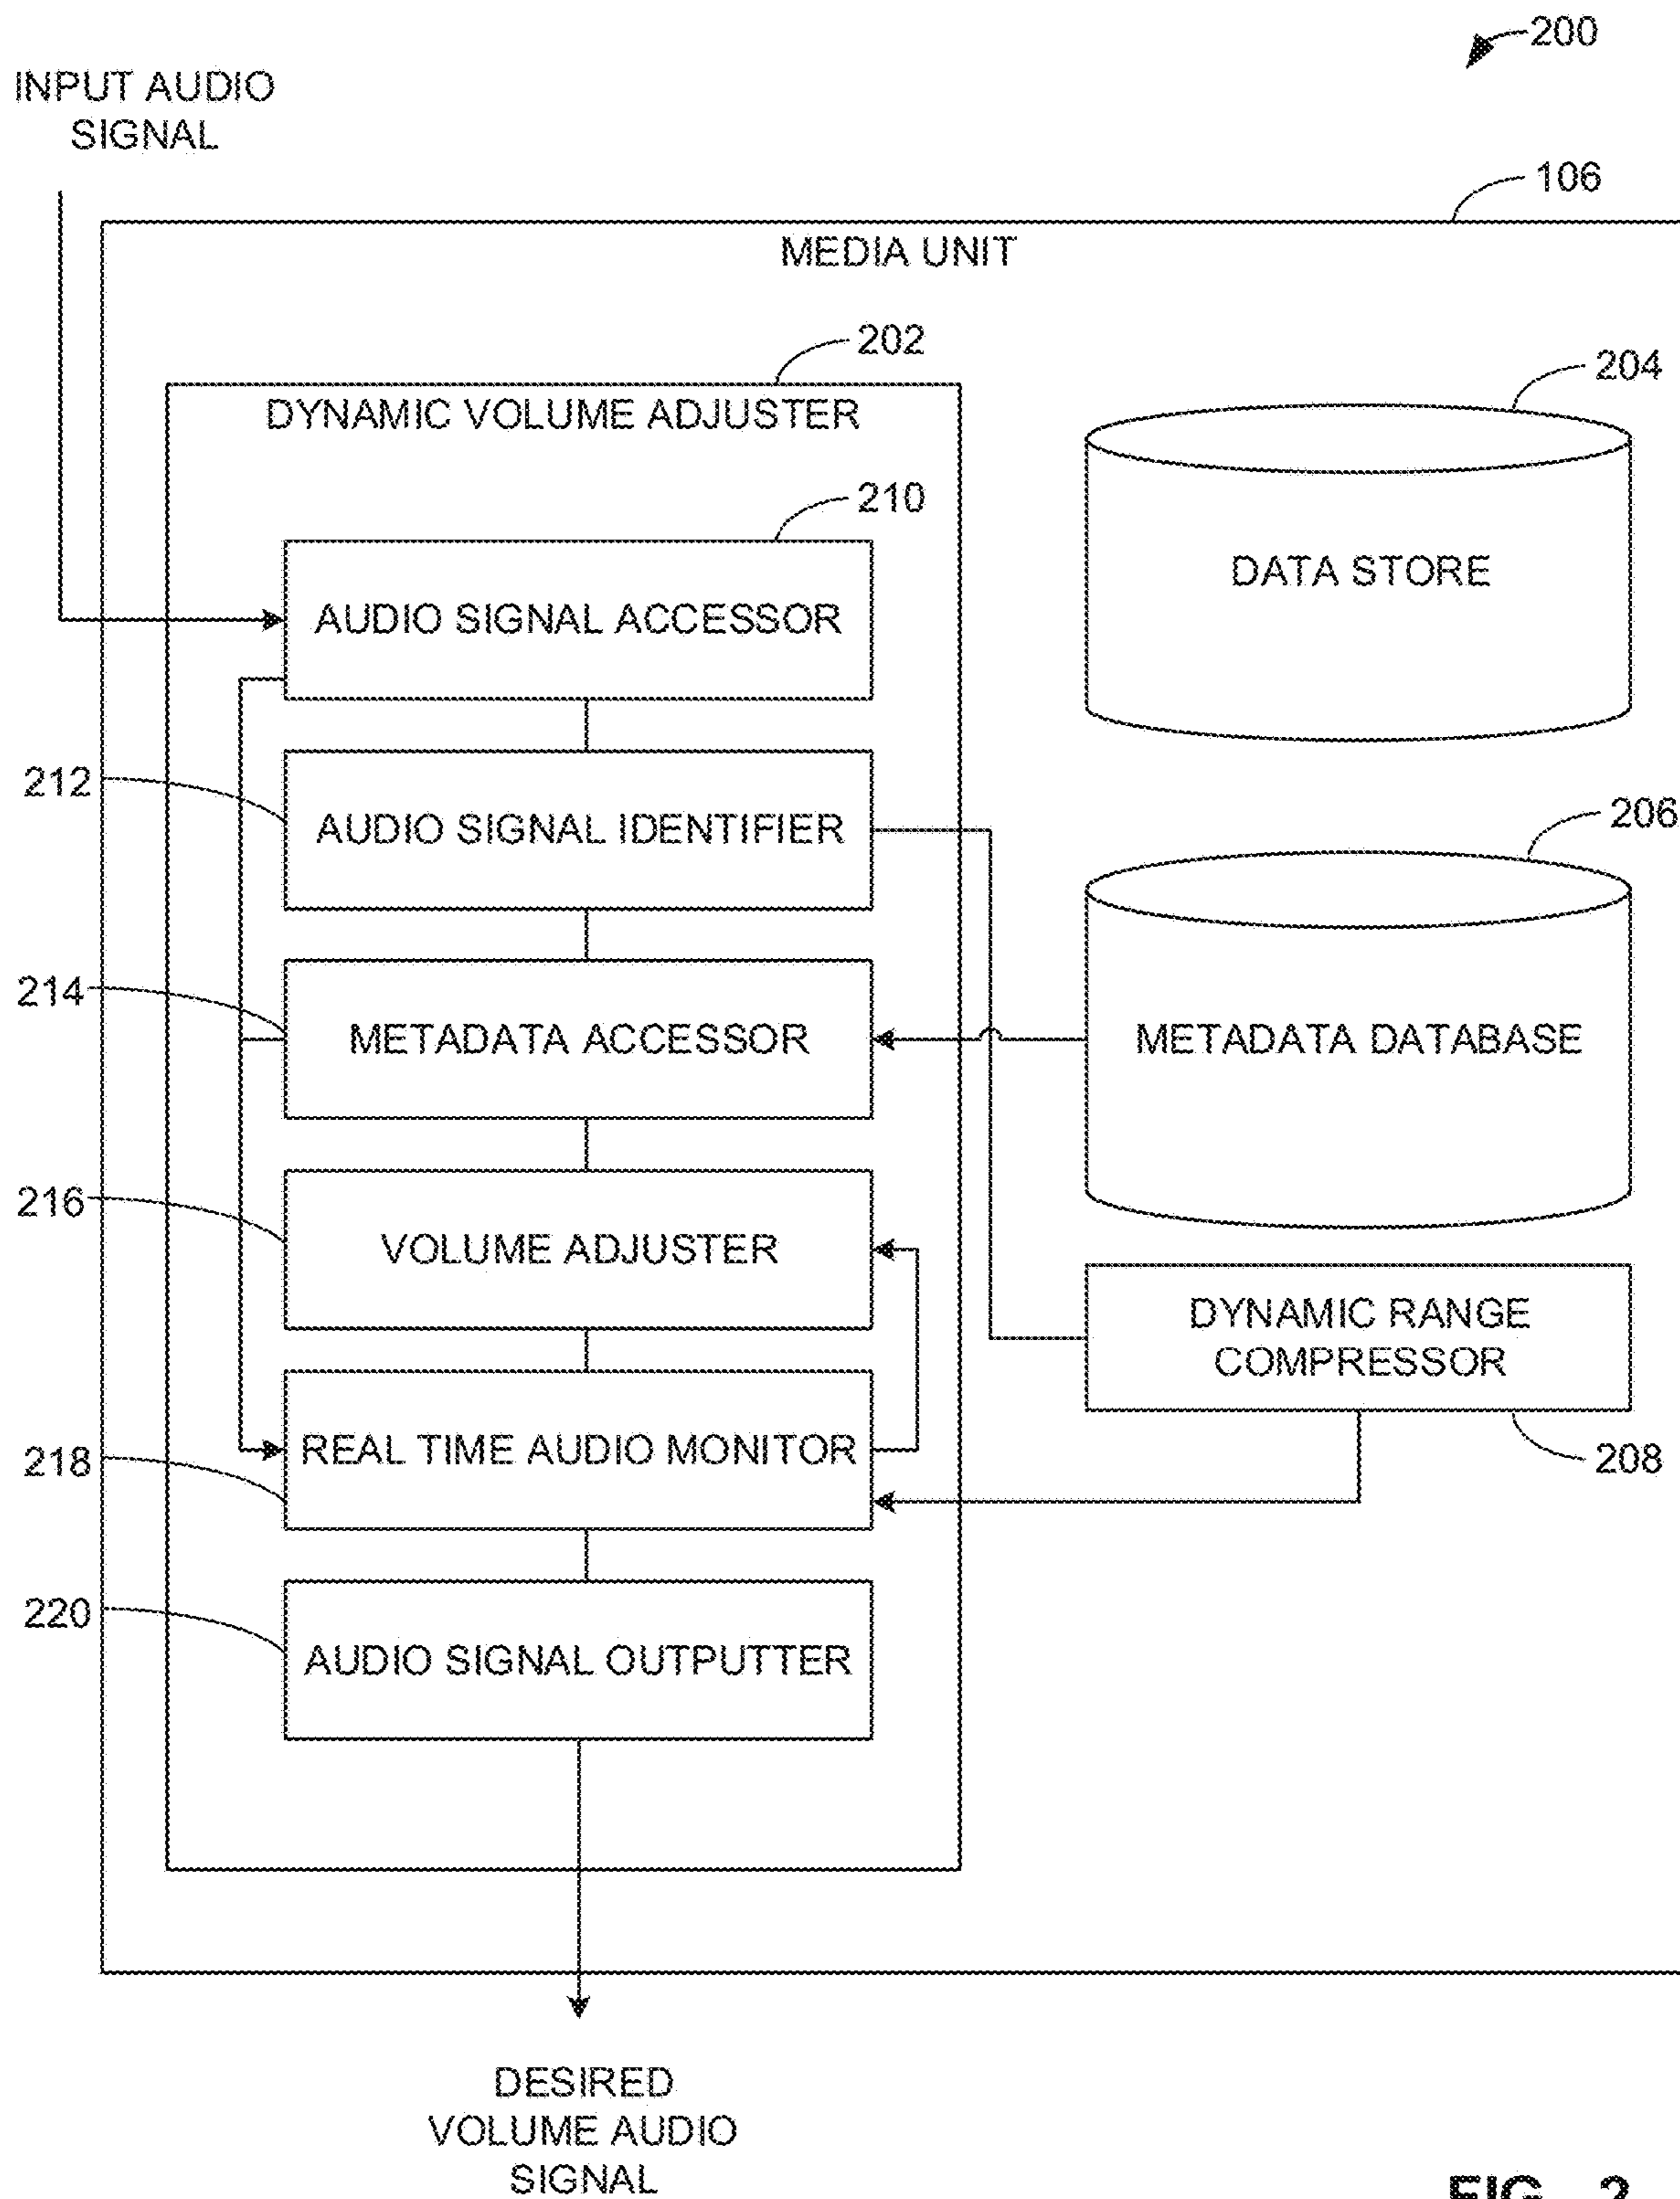 200
INPUT AUDIO
SIGNAL
106
MEDIA UNIT
202
DYNAMIC VOLUME ADJUSTER
204
DATA STORE
210
AUDIO SIGNAL ACCESSOR
212
AUDIO SIGNAL IDENTIFIER
206
METADATA DATABASE
214
METADATA ACCESSOR
216
VOLUME ADJUSTER
DYNAMIC RANGE
COMPRESSOR
208
218
REAL TIME AUDIO MONITOR
220
AUDIO SIGNAL OUTPUTTER
DESIRED
VOLUME AUDIO
SIGNAL
FIG. 2